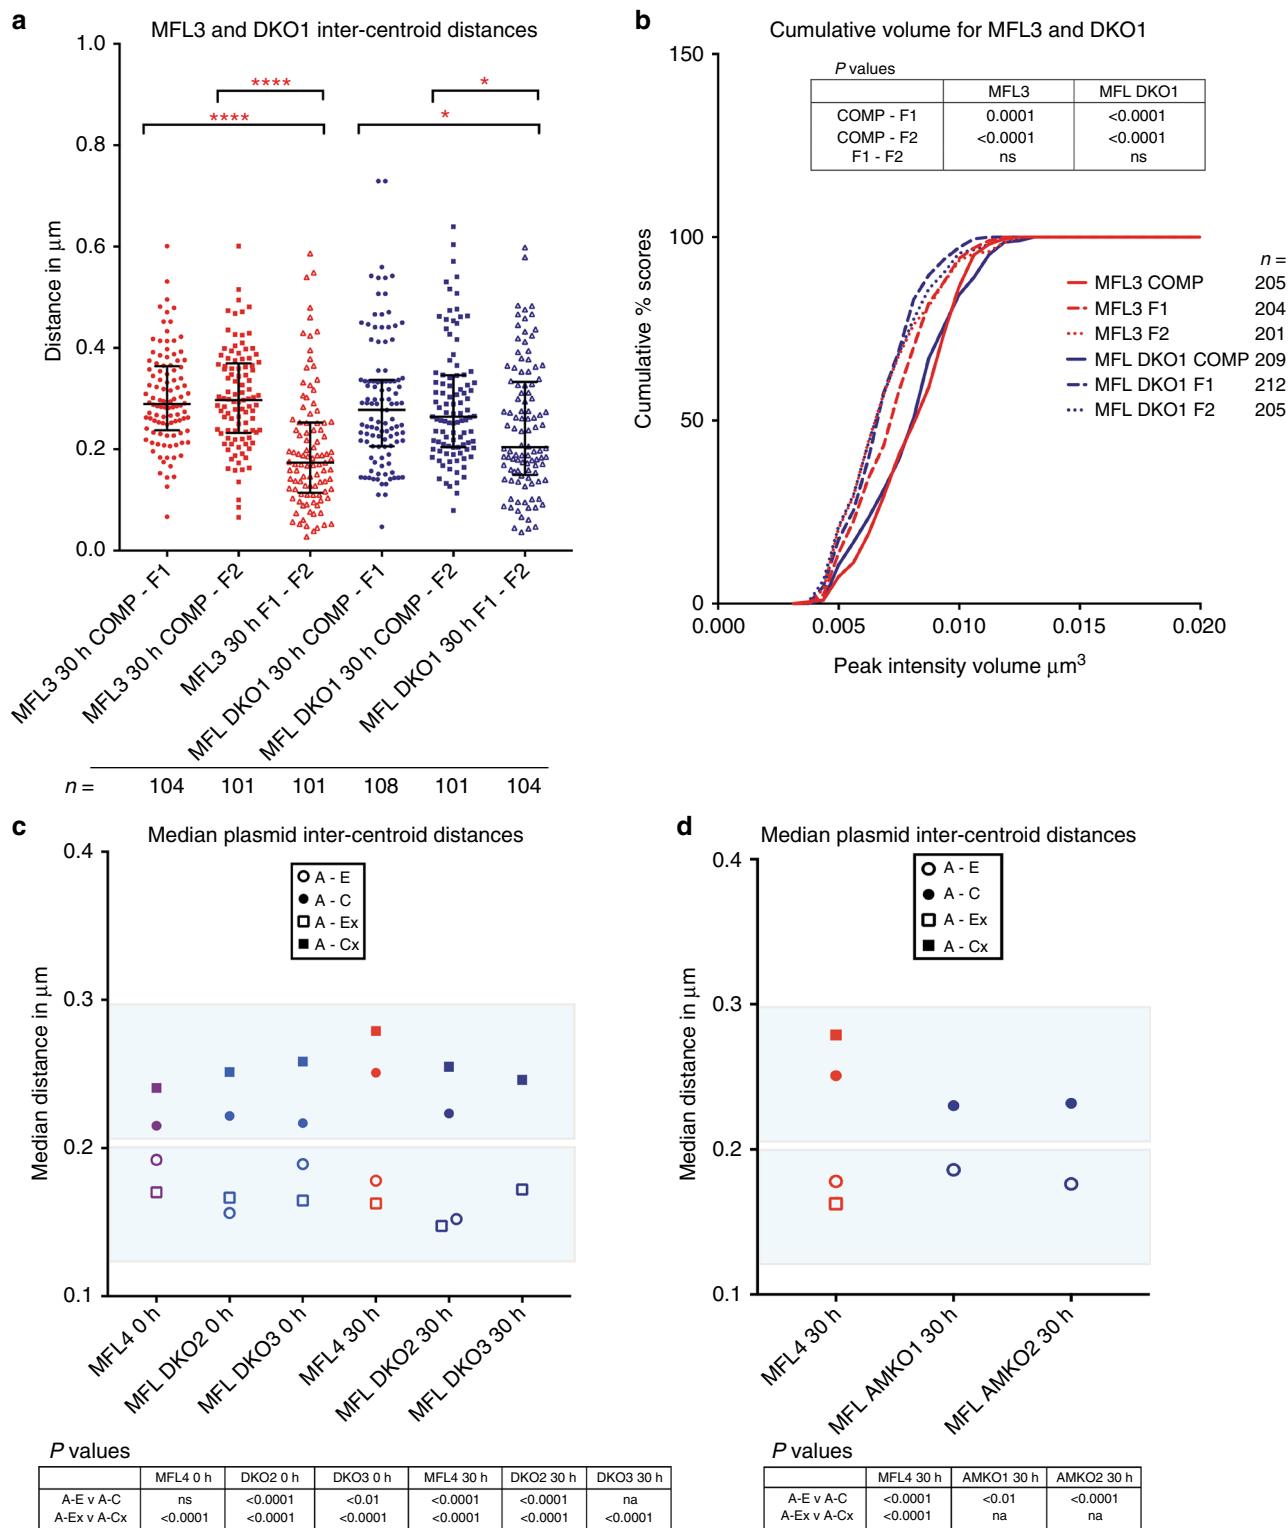 a
MFL3 and DKO1 inter-centroid distances
1.0
0.8
0.6
0.4
0.2
0.0
Distance in μm
****
****
*
*
MFL3 30 h COMP - F1
MFL3 30 h COMP - F2
MFL3 30 h F1 - F2
MFL DKO1 30 h COMP - F1
MFL DKO1 30 h COMP - F2
MFL DKO1 30 h F1 - F2
n = 104 101 101 108 101 104
b
Cumulative volume for MFL3 and DKO1
150
100
50
0
Cumulative % scores
P values
MFL3 MFL DKO1
COMP - F1 0.0001 <0.0001
COMP - F2 <0.0001 <0.0001
F1 - F2 ns ns
n =
MFL3 COMP 205
MFL3 F1 204
MFL3 F2 201
MFL DKO1 COMP 209
MFL DKO1 F1 212
MFL DKO1 F2 205
0.000 0.005 0.010 0.015 0.020
Peak intensity volume μm³
c
Median plasmid inter-centroid distances
0.4
0.3
0.2
0.1
Median distance in μm
A - E
A - C
A - Ex
A - Cx
MFL4 0 h
MFL DKO2 0 h
MFL DKO3 0 h
MFL4 30 h
MFL DKO2 30 h
MFL DKO3 30 h
P values
MFL4 0 h DKO2 0 h DKO3 0 h MFL4 30 h DKO2 30 h DKO3 30 h
A-E v A-C ns <0.0001 <0.01 <0.0001 <0.0001 na
A-Ex v A-Cx <0.0001 <0.0001 <0.0001 <0.0001 <0.0001 <0.0001
d
Median plasmid inter-centroid distances
0.4
0.3
0.2
0.1
Median distance in μm
A - E
A - C
A - Ex
A - Cx
MFL4 30 h
MFL AMKO1 30 h
MFL AMKO2 30 h
P values
MFL4 30 h AMKO1 30 h AMKO2 30 h
A-E v A-C <0.0001 <0.01 <0.0001
A-Ex v A-Cx <0.0001 na na